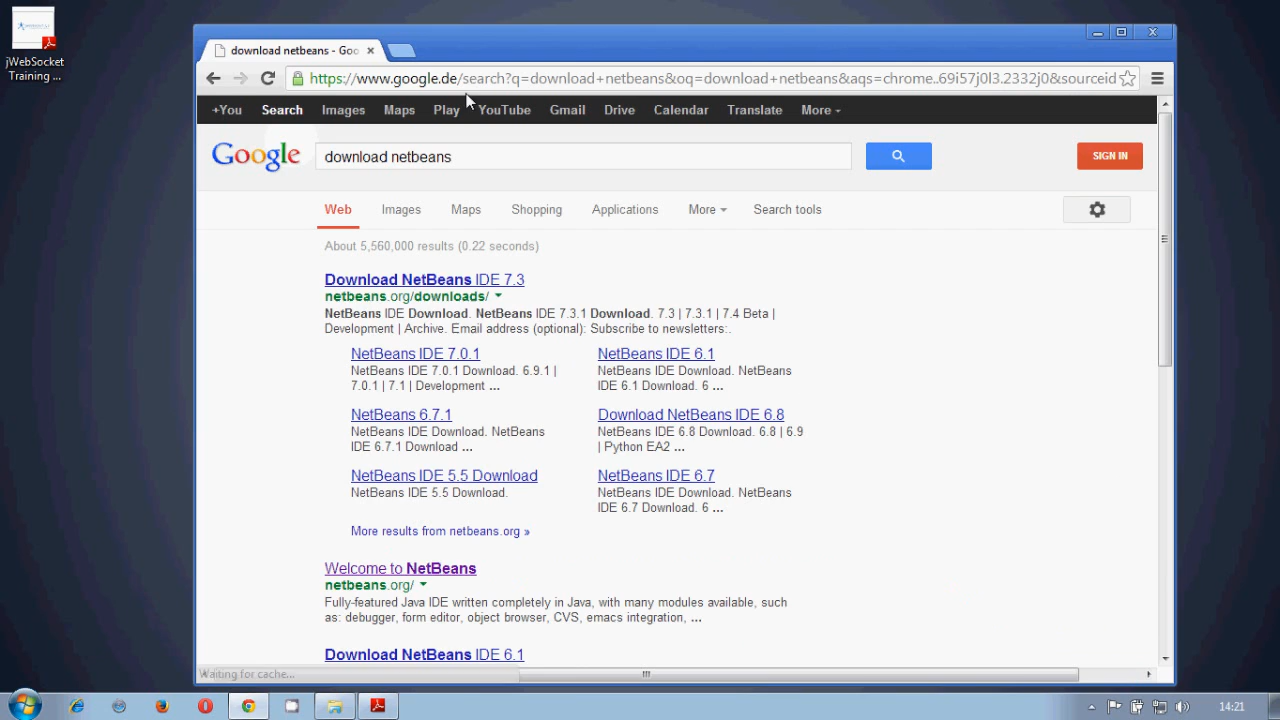 jWebSocket
Training ...
download netbeans - Goo
https://www.google.de/search?q=download+netbeans&oq=download+netbeans&aqs=chrome..69i57j0l3.2332j0&sourceid
+You Search Images Maps Play YouTube Gmail Drive Calendar Translate More
Google download netbeans SIGN IN
Web Images Maps Shopping Applications More Search tools
About 5,560,000 results (0.22 seconds)
Download NetBeans IDE 7.3
netbeans.org/downloads/
NetBeans IDE Download. NetBeans IDE 7.3.1 Download. 7.3 | 7.3.1 | 7.4 Beta |
Development | Archive. Email address (optional): Subscribe to newsletters:.
NetBeans IDE 7.0.1
NetBeans IDE 7.0.1 Download. 6.9.1 |
7.0.1 | 7.1 | Development ...
NetBeans IDE 6.1
NetBeans IDE Download. NetBeans
IDE 6.1 Download. 6 ...
NetBeans 6.7.1
NetBeans IDE Download. NetBeans
IDE 6.7.1 Download ...
Download NetBeans IDE 6.8
NetBeans IDE 6.8 Download. 6.8 | 6.9
| Python EA2 ...
NetBeans IDE 5.5 Download
NetBeans IDE 5.5 Download.
NetBeans IDE 6.7
NetBeans IDE Download. NetBeans
IDE 6.7 Download. 6 ...
More results from netbeans.org »
Welcome to NetBeans
netbeans.org/
Fully-featured Java IDE written completely in Java, with many modules available, such
as: debugger, form editor, object browser, CVS, emacs integration, ...
Download NetBeans IDE 6.1
Waiting for cache...
14:21